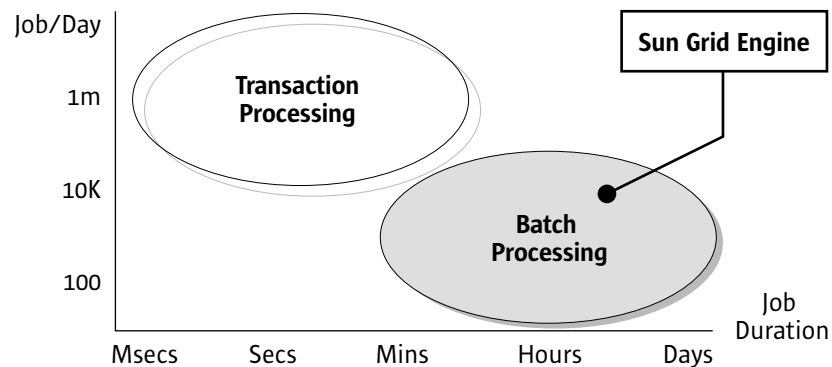 Job/Day
Sun Grid Engine
Transaction
Processing
1m
10K
Batch
Processing
100
Job
Duration
Msecs
Secs
Mins
Hours
Days